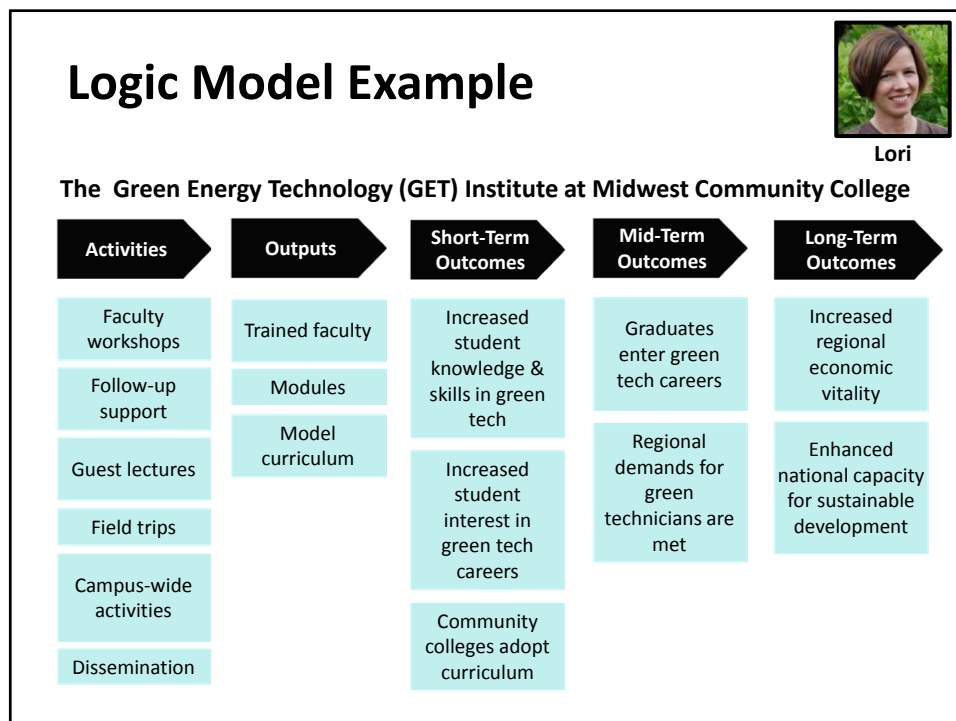 Logic Model Example
Lori
The Green Energy Technology (GET) Institute at Midwest Community College
Activities
Faculty
workshops
Follow-up
support
Guest lectures
Field trips
Campus-wide
activities
Dissemination
Outputs
Trained faculty
Modules
Model
curriculum
Short-Term
Outcomes
Increased
student
knowledge &
skills in green
tech
Increased
student
interest in
green tech
careers
Community
colleges adopt
curriculum
Mid-Term
Outcomes
Graduates
enter green
tech careers
Regional
demands for
green
technicians are
met
Long-Term
Outcomes
Increased
regional
economic
vitality
Enhanced
national capacity
for sustainable
development